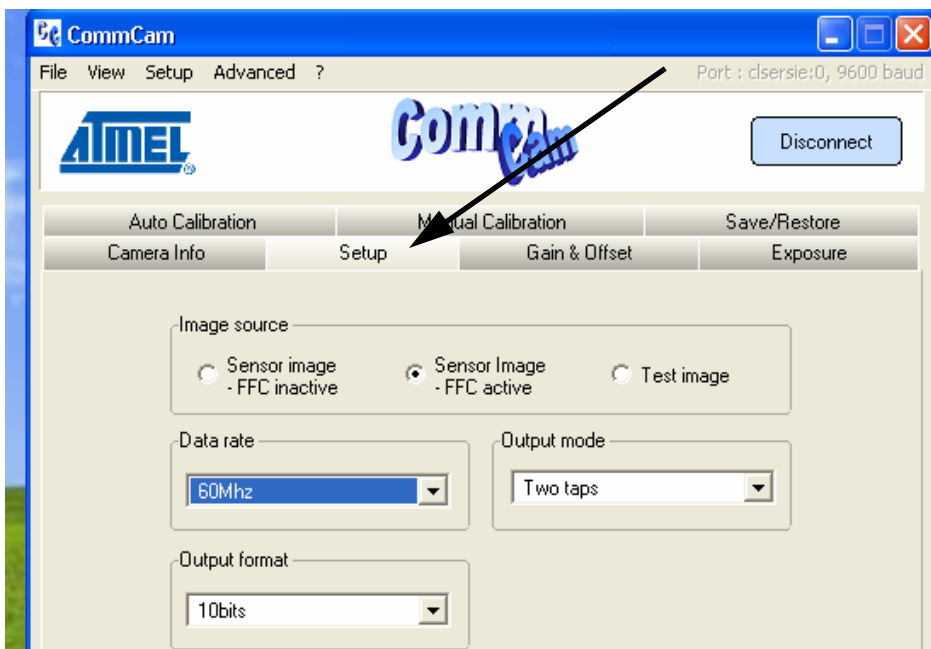 CommCam
File View Setup Advanced ?
Port : clsersie:0, 9600 baud
ATMEL
CommCam
Disconnect
Auto Calibration Manual Calibration Save/Restore
Camera Info Setup Gain & Offset Exposure
Image source
Sensor image
- FFC inactive
Sensor Image
- FFC active
Test image
Data rate
60Mhz
Output mode
Two taps
Output format
10bits